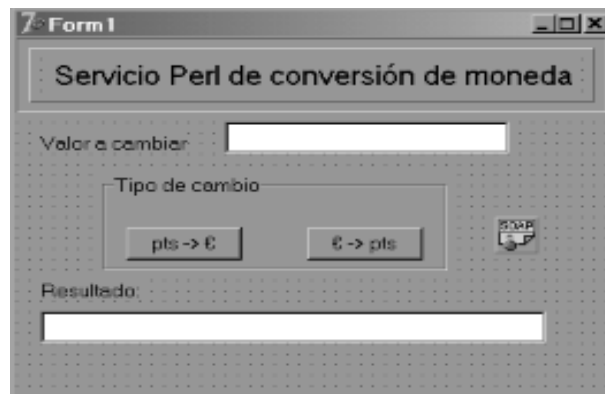 Form1
Servicio Perl de conversión de moneda
Valor a cambiar
Tipo de cambio
pts -> €
€ -> pts
SOAP
Resultado: